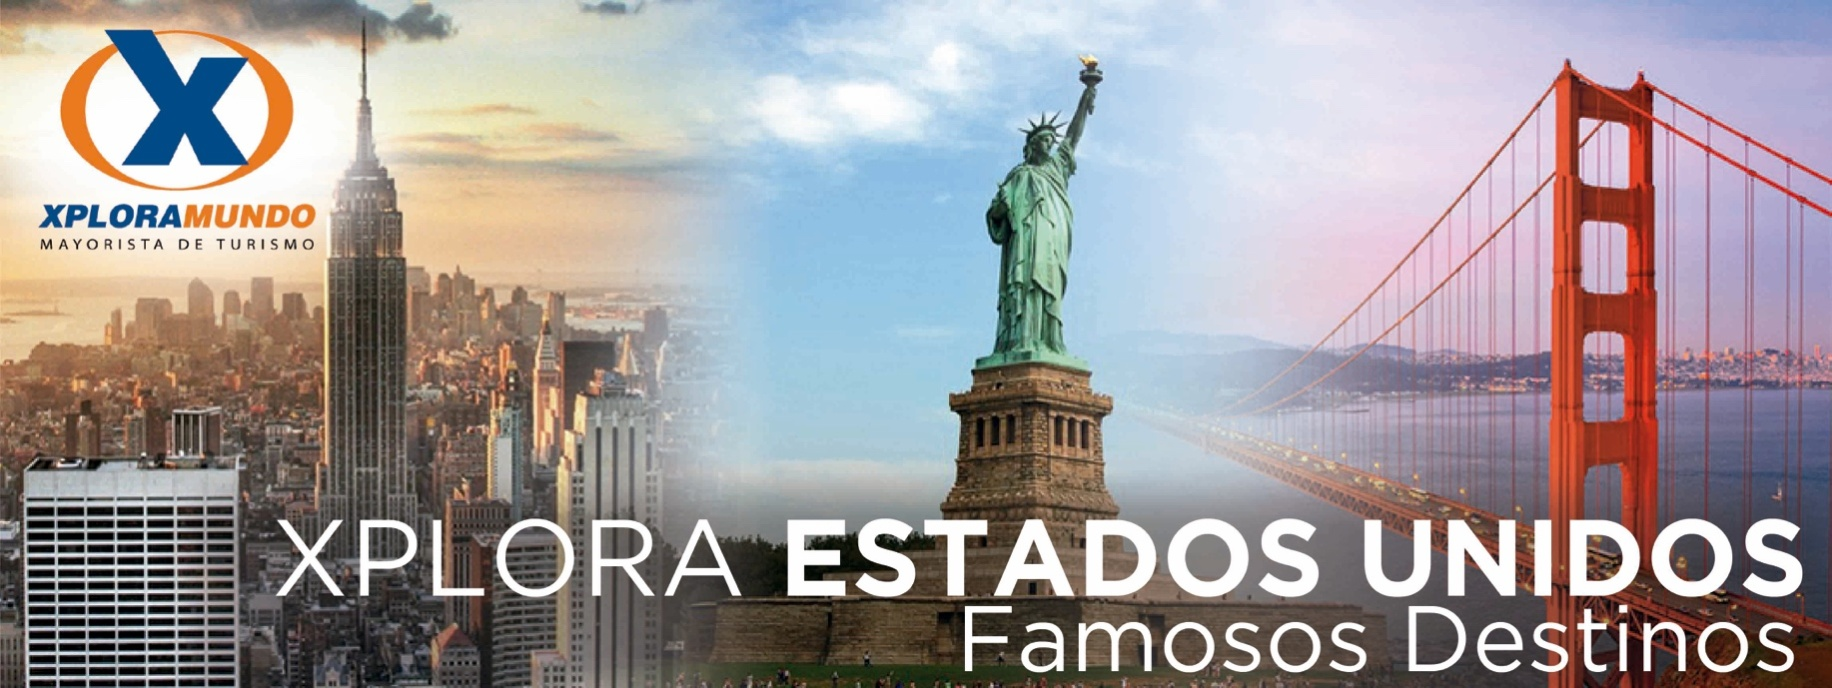 X
XPLORAMUNDO
MAYORISTA DE TURISMO
XPLORA ESTADOS UNIDOS
Famosos Destinos